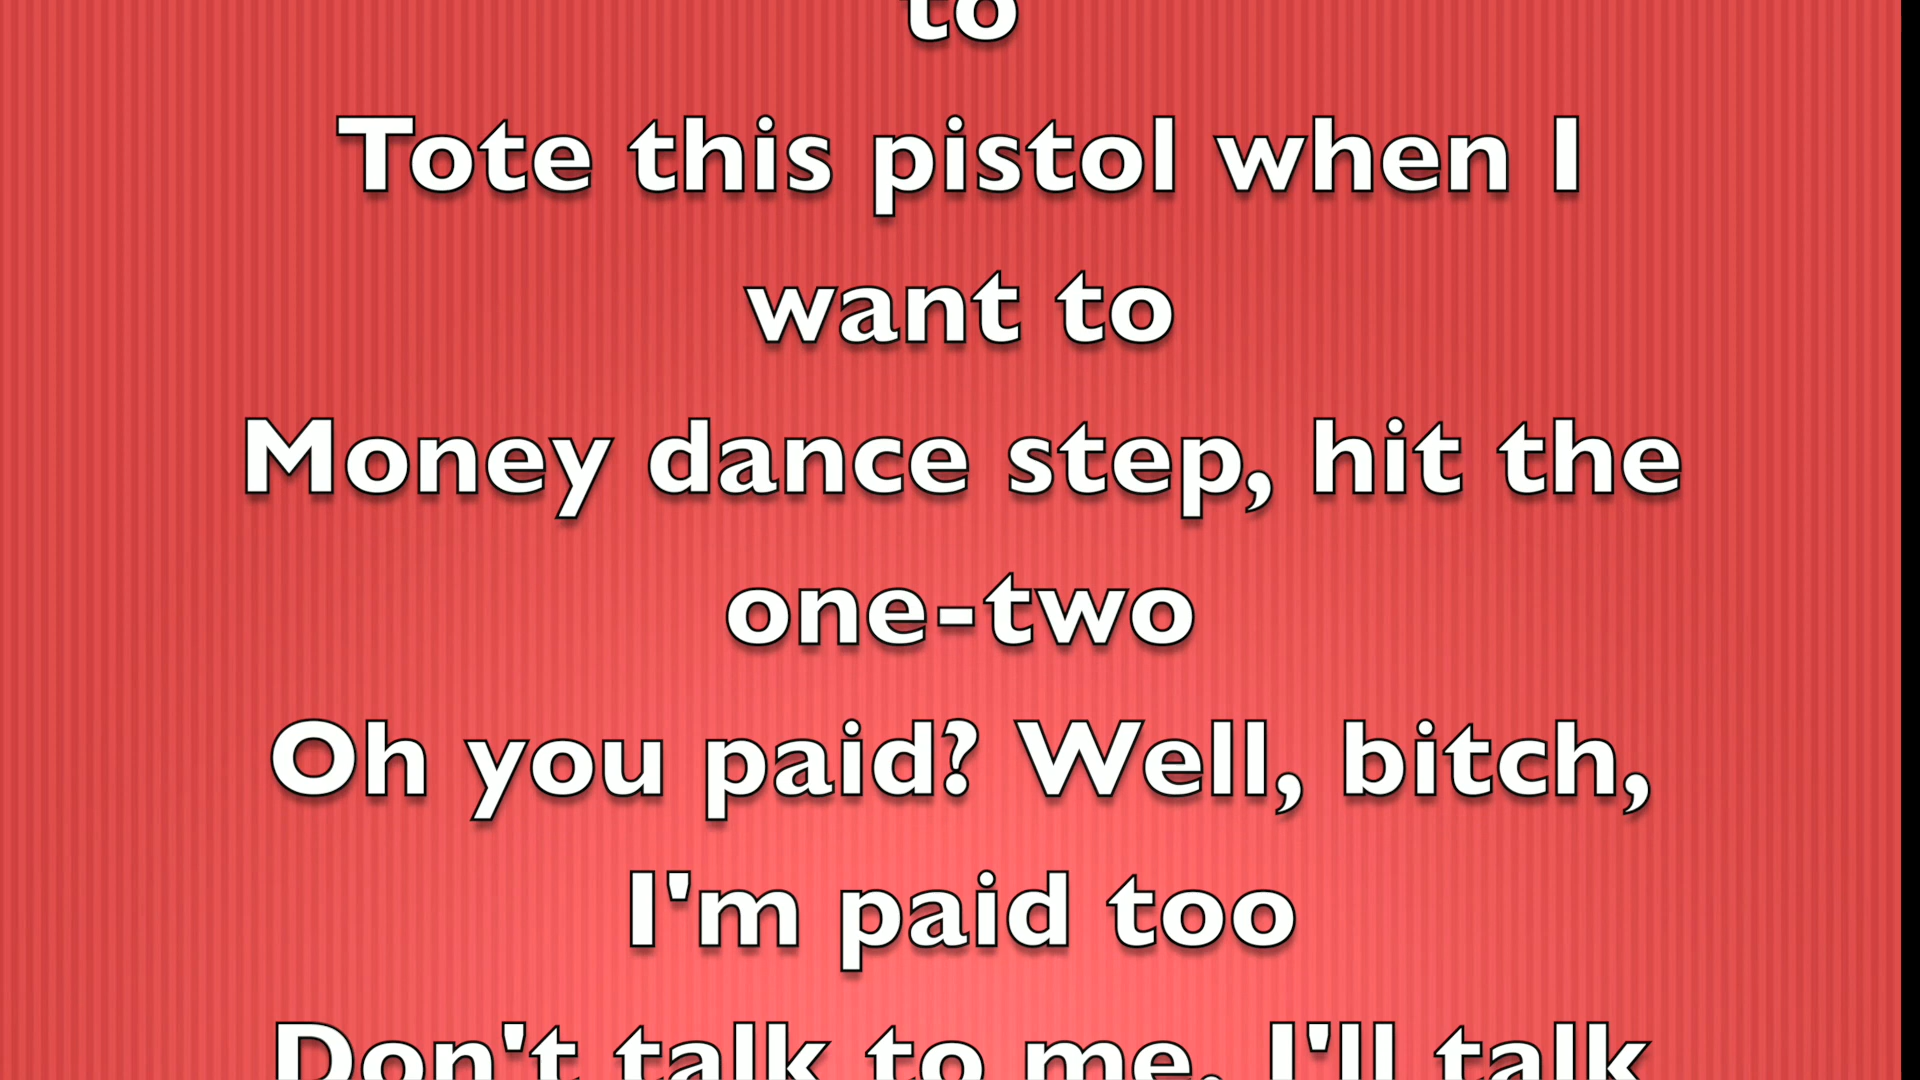 to
Tote this pistol when I
want to
Money dance step, hit the
one-two
Oh you paid? Well, bitch,
I'm paid too
Don't talk to me, I'll talk